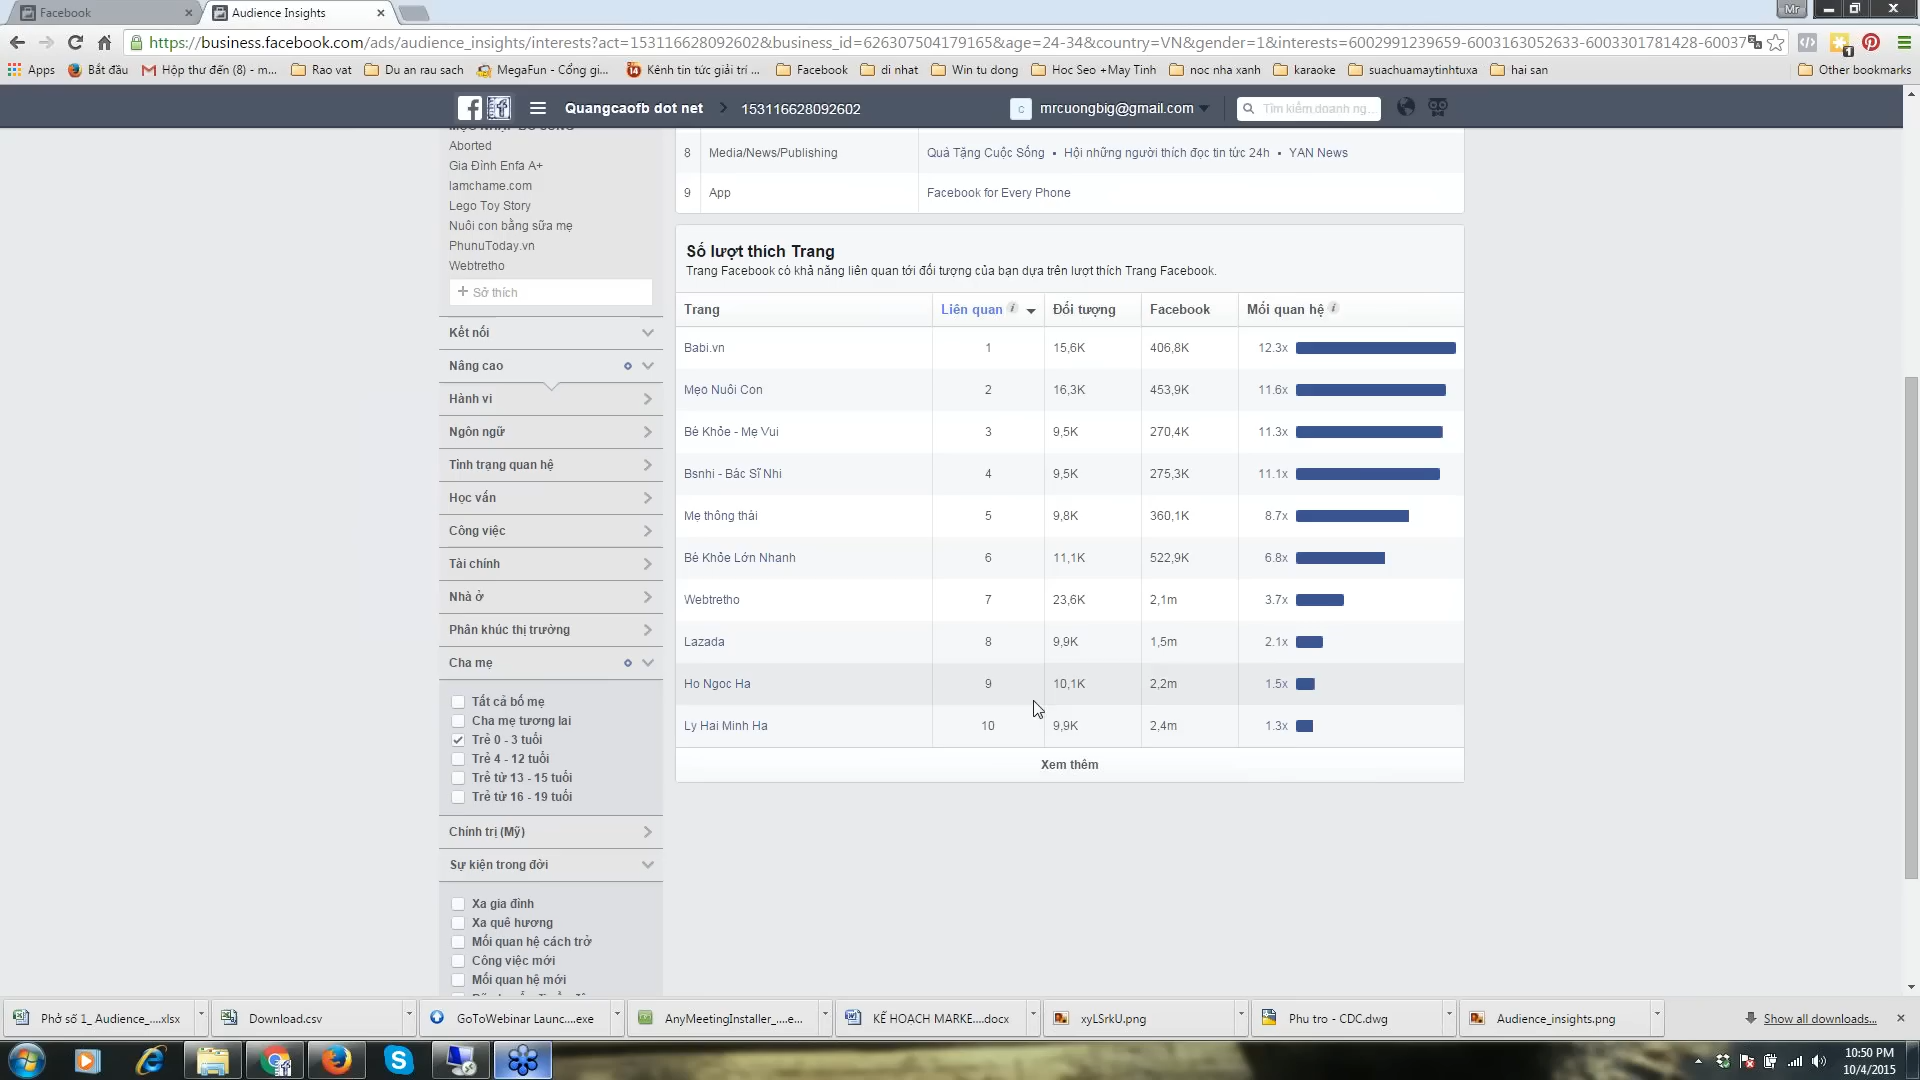 Facebook
Audience Insights
Mr
https://business.facebook.com/ads/audience_insights/interests?act=153116628092602&business_id=626307504179165&age=24-34&country=VN&gender=1&interests=6002991239659-6003163052633-6003301781428-60037
Apps
Bắt đầu
Hộp thư đến (8) - m...
Rao vat
Du an rau sach
MegaFun - Cổng gi...
Kênh tin tức giải trí ...
Facebook
di nhat
Win tu dong
Hoc Seo +May Tinh
noc nha xanh
karaoke
suachuamaytinhtuxa
hai san
Other bookmarks
Quangcaofb dot net
153116628092602
c
mrcuongbig@gmail.com
Tìm kiếm doanh ng...
Aborted
Gia Đình Enfa A+
lamchame.com
Lego Toy Story
Nuôi con bằng sữa mẹ
PhunuToday.vn
Webtretho
+ Sở thích
Kết nối
Nâng cao
Hành vi
Ngôn ngữ
Tình trạng quan hệ
Học vấn
Công việc
Tài chính
Nhà ở
Phân khúc thị trường
Cha mẹ
Tất cả bố mẹ
Cha mẹ tương lai
Trẻ 0 - 3 tuổi
Trẻ 4 - 12 tuổi
Trẻ từ 13 - 15 tuổi
Trẻ từ 16 - 19 tuổi
Chính trị (Mỹ)
Sự kiện trong đời
Xa gia đình
Xa quê hương
Mối quan hệ cách trở
Công việc mới
Mối quan hệ mới
8 Media/News/Publishing Quà Tặng Cuộc Sống • Hội những người thích đọc tin tức 24h • YAN News
9 App Facebook for Every Phone
Số lượt thích Trang
Trang Facebook có khả năng liên quan tới đối tượng của bạn dựa trên lượt thích Trang Facebook.
Trang Liên quan Đối tượng Facebook Mối quan hệ
Babi.vn 1 15,6K 406,8K 12.3x
Mẹo Nuôi Con 2 16,3K 453,9K 11.6x
Bé Khỏe - Mẹ Vui 3 9,5K 270,4K 11.3x
Bsnhi - Bác Sĩ Nhi 4 9,5K 275,3K 11.1x
Mẹ thông thái 5 9,8K 360,1K 8.7x
Bé Khỏe Lớn Nhanh 6 11,1K 522,9K 6.8x
Webtretho 7 23,6K 2,1m 3.7x
Lazada 8 9,9K 1,5m 2.1x
Ho Ngoc Ha 9 10,1K 2,2m 1.5x
Ly Hai Minh Ha 10 9,9K 2,4m 1.3x
Xem thêm
Phở số 1_ Audience_....xlsx
Download.csv
GoToWebinar Launc....exe
AnyMeetingInstaller_....e...
KẾ HOẠCH MARKE....docx
xyLSrkU.png
Phu tro - CDC.dwg
Audience_insights.png
Show all downloads...
10:50 PM
10/4/2015